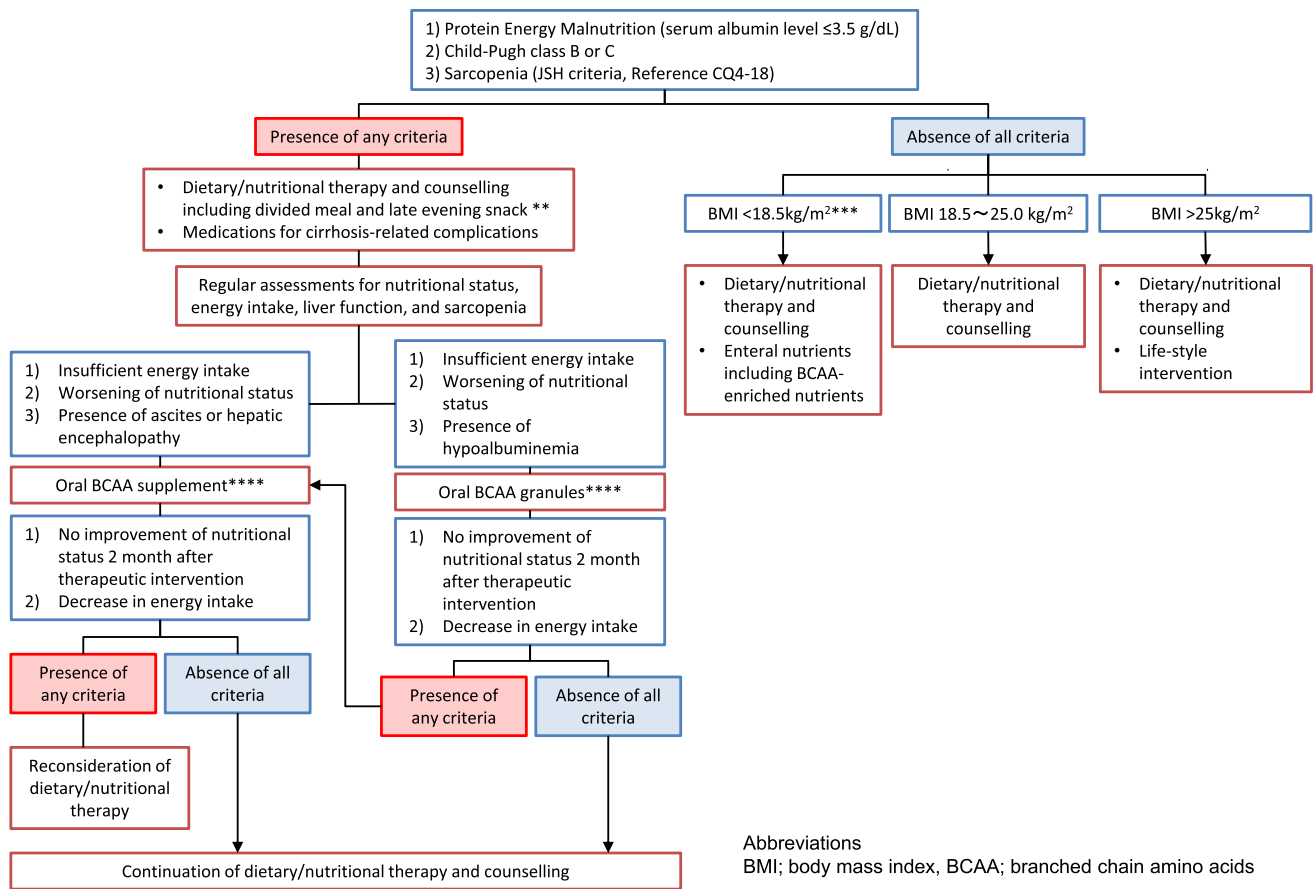 1) Protein Energy Malnutrition (serum albumin level ≤3.5 g/dL)
2) Child-Pugh class B or C
3) Sarcopenia (JSH criteria, Reference CQ4-18)
Presence of any criteria
Absence of all criteria
• Dietary/nutritional therapy and counselling
including divided meal and late evening snack **
• Medications for cirrhosis-related complications
BMI <18.5kg/m²***
BMI 18.5～25.0 kg/m²
BMI >25kg/m²
Regular assessments for nutritional status,
energy intake, liver function, and sarcopenia
• Dietary/nutritional
therapy and
counselling
• Enteral nutrients
including BCAA-
enriched nutrients
Dietary/nutritional
therapy and
counselling
• Dietary/nutritional
therapy and
counselling
• Life-style
intervention
1) Insufficient energy intake
2) Worsening of nutritional status
3) Presence of ascites or hepatic
encephalopathy
1) Insufficient energy intake
2) Worsening of nutritional
status
3) Presence of
hypoalbuminemia
Oral BCAA supplement****
Oral BCAA granules****
1) No improvement of nutritional
status 2 month after
therapeutic intervention
2) Decrease in energy intake
1) No improvement of
nutritional status 2 month
after therapeutic
intervention
2) Decrease in energy intake
Presence of
any criteria
Absence of all
criteria
Presence of
any criteria
Absence of all
criteria
Reconsideration of
dietary/nutritional
therapy
Continuation of dietary/nutritional therapy and counselling
Abbreviations
BMI; body mass index, BCAA; branched chain amino acids